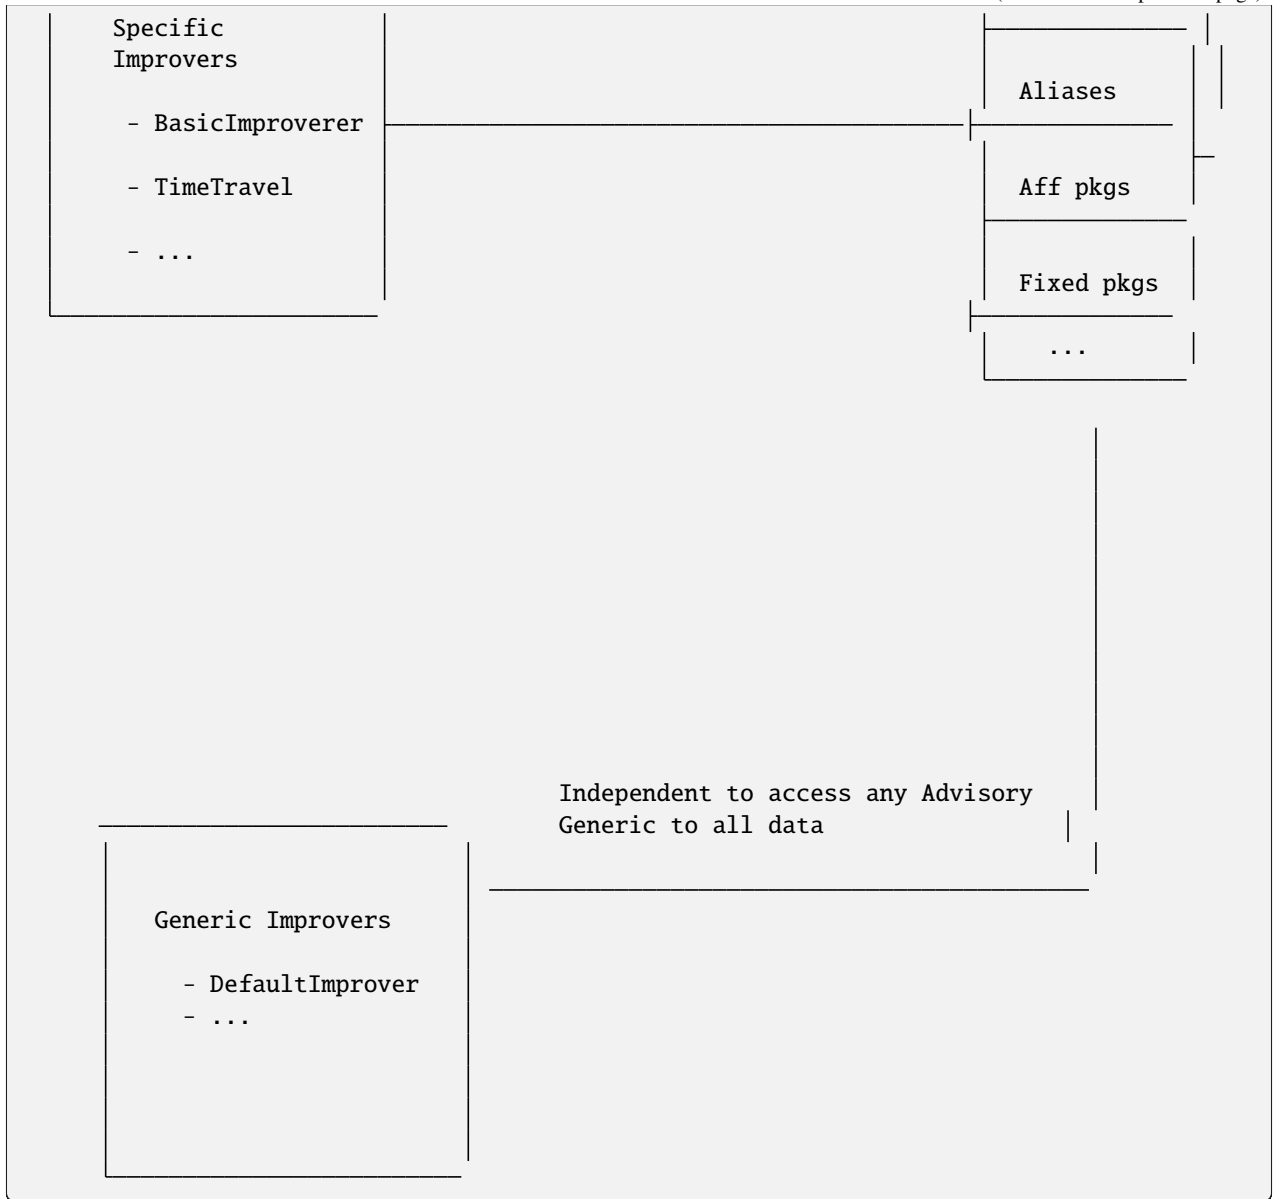 Specific
Improvers
Aliases
- BasicImproverer
- TimeTravel
Aff pkgs
- ...
Fixed pkgs
...
Independent to access any Advisory
Generic to all data
Generic Improvers
- DefaultImprover
- ...